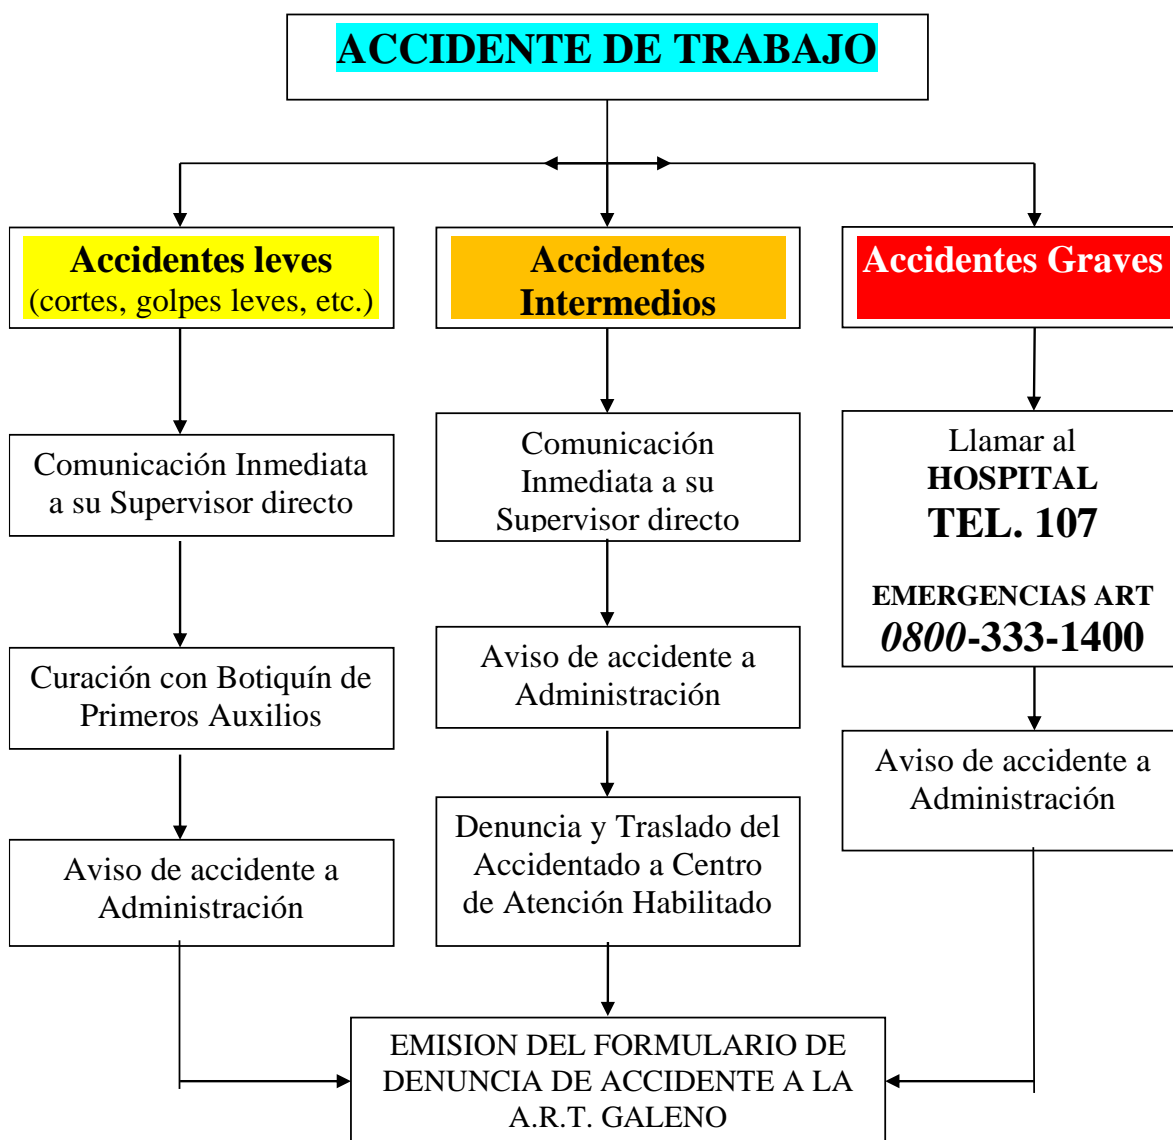 ACCIDENTE DE TRABAJO
Accidentes leves
(cortes, golpes leves, etc.)
Comunicación Inmediata
a su Supervisor directo
Curación con Botiquín de
Primeros Auxilios
Aviso de accidente a
Administración
Accidentes
Intermedios
Comunicación
Inmediata a su
Supervisor directo
Aviso de accidente a
Administración
Denuncia y Traslado del
Accidentado a Centro
de Atención Habilitado
Accidentes Graves
Llamar al
HOSPITAL
TEL. 107
EMERGENCIAS ART
0800-333-1400
Aviso de accidente a
Administración
EMISION DEL FORMULARIO DE
DENUNCIA DE ACCIDENTE A LA
A.R.T. GALENO